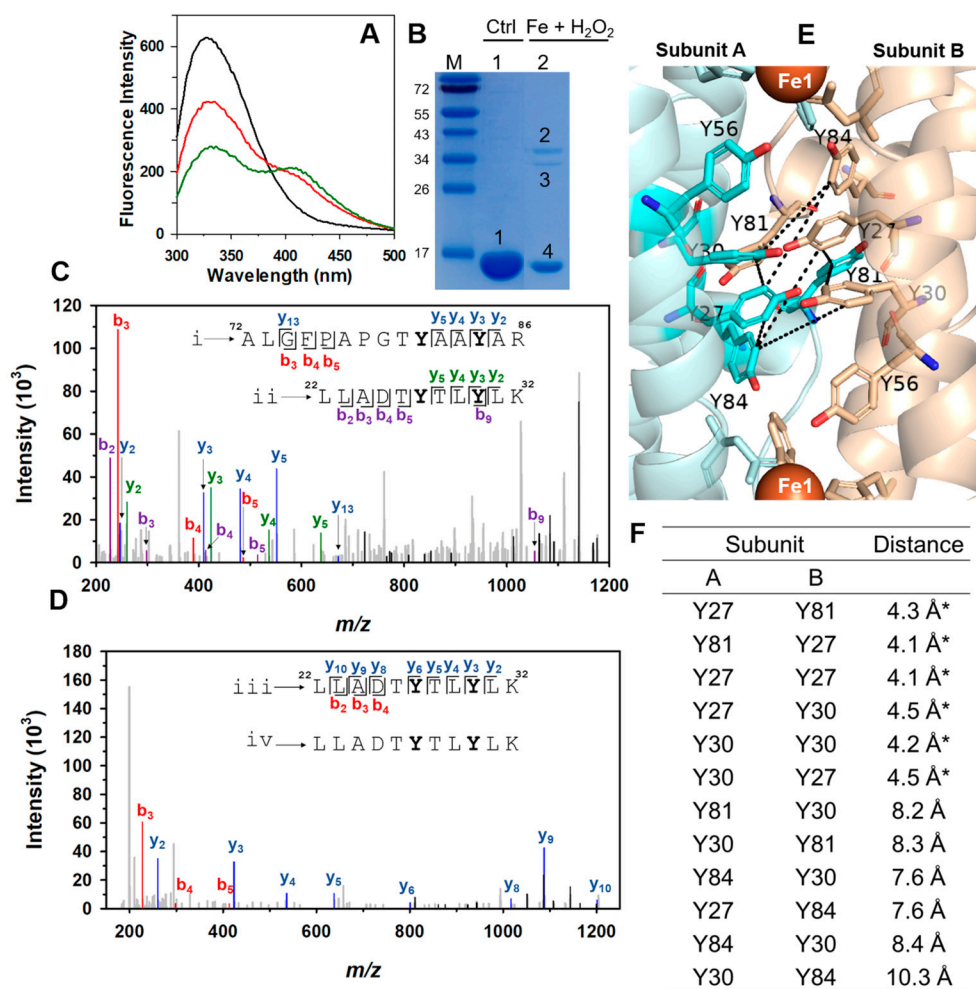 A
Fluorescence Intensity
600
400
200
0
300 350 400 450 500
Wavelength (nm)
B
Ctrl Fe + H₂O₂
M 1 2
72
55
43
34
26
17
1
2
3
4
C
Intensity (10³)
120
100
80
60
40
20
0
200 400 600 800 1000 1200
m/z
y₁₃ y₅ y₄ y₃ y₂
i 72 ALGFPAPGTYAAYAR 86
b₃ b₄ b₅
y₅ y₄ y₃ y₂
ii 22 LLADTYTLYLK 32
b₂ b₃ b₄ b₅ b₉
b₃
b₂
y₂
y₂
b₃
b₄
y₃
b₄
y₃
y₄
b₅
b₅
y₄
y₅
y₅
y₁₃
b₉
D
Intensity (10³)
180
160
140
120
100
80
60
40
20
0
200 400 600 800 1000 1200
m/z
y₁₀ y₉ y₈ y₆ y₅ y₄ y₃ y₂
iii 22 LLADTYTLYLK 32
b₂ b₃ b₄
iv LLADTYTLYLK
b₃
y₂
b₄
b₅
y₃
y₄
y₅
y₆
y₈
y₉
y₁₀
E
Subunit A Subunit B
Fe1
Y56
Y84
Y81
Y30
Y27
Y27
Y81
Y30
Y84
Y56
Fe1
F
Subunit Distance
A B
Y27 Y81 4.3 Å*
Y81 Y27 4.1 Å*
Y27 Y27 4.1 Å*
Y27 Y30 4.5 Å*
Y30 Y30 4.2 Å*
Y30 Y27 4.5 Å*
Y81 Y30 8.2 Å
Y30 Y81 8.3 Å
Y84 Y30 7.6 Å
Y27 Y84 7.6 Å
Y84 Y30 8.4 Å
Y30 Y84 10.3 Å